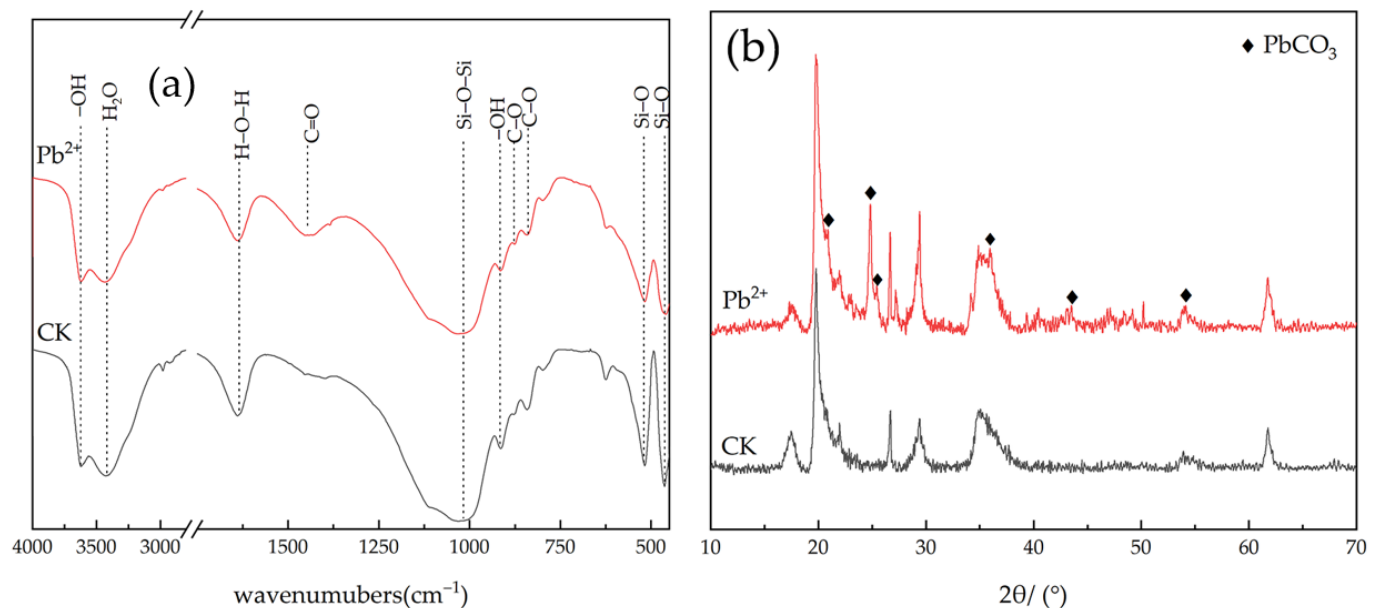 (a)
–OH
H₂O
H–O–H
C=O
Si–O–Si
–OH
C–O
C–O
Si–O
Si–O
Pb²⁺
CK
4000 3500 3000 1500 1250 1000 750 500
wavenumubers(cm⁻¹)
(b)
♦ PbCO₃
Pb²⁺
CK
10 20 30 40 50 60 70
2θ/ (°)